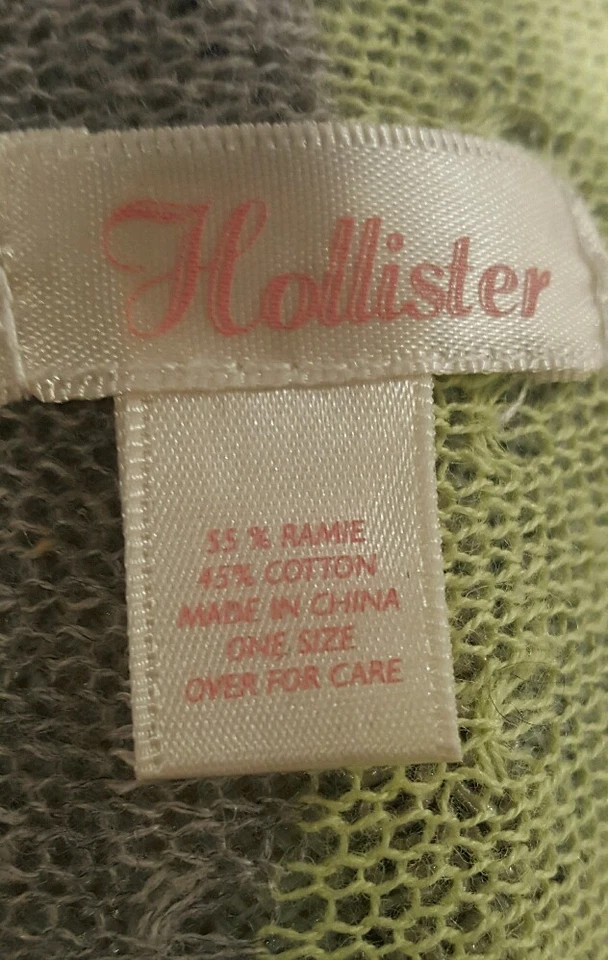 Hollister
55 % RAMIE
45% COTTON
MADE IN CHINA
ONE SIZE
OVER FOR CARE